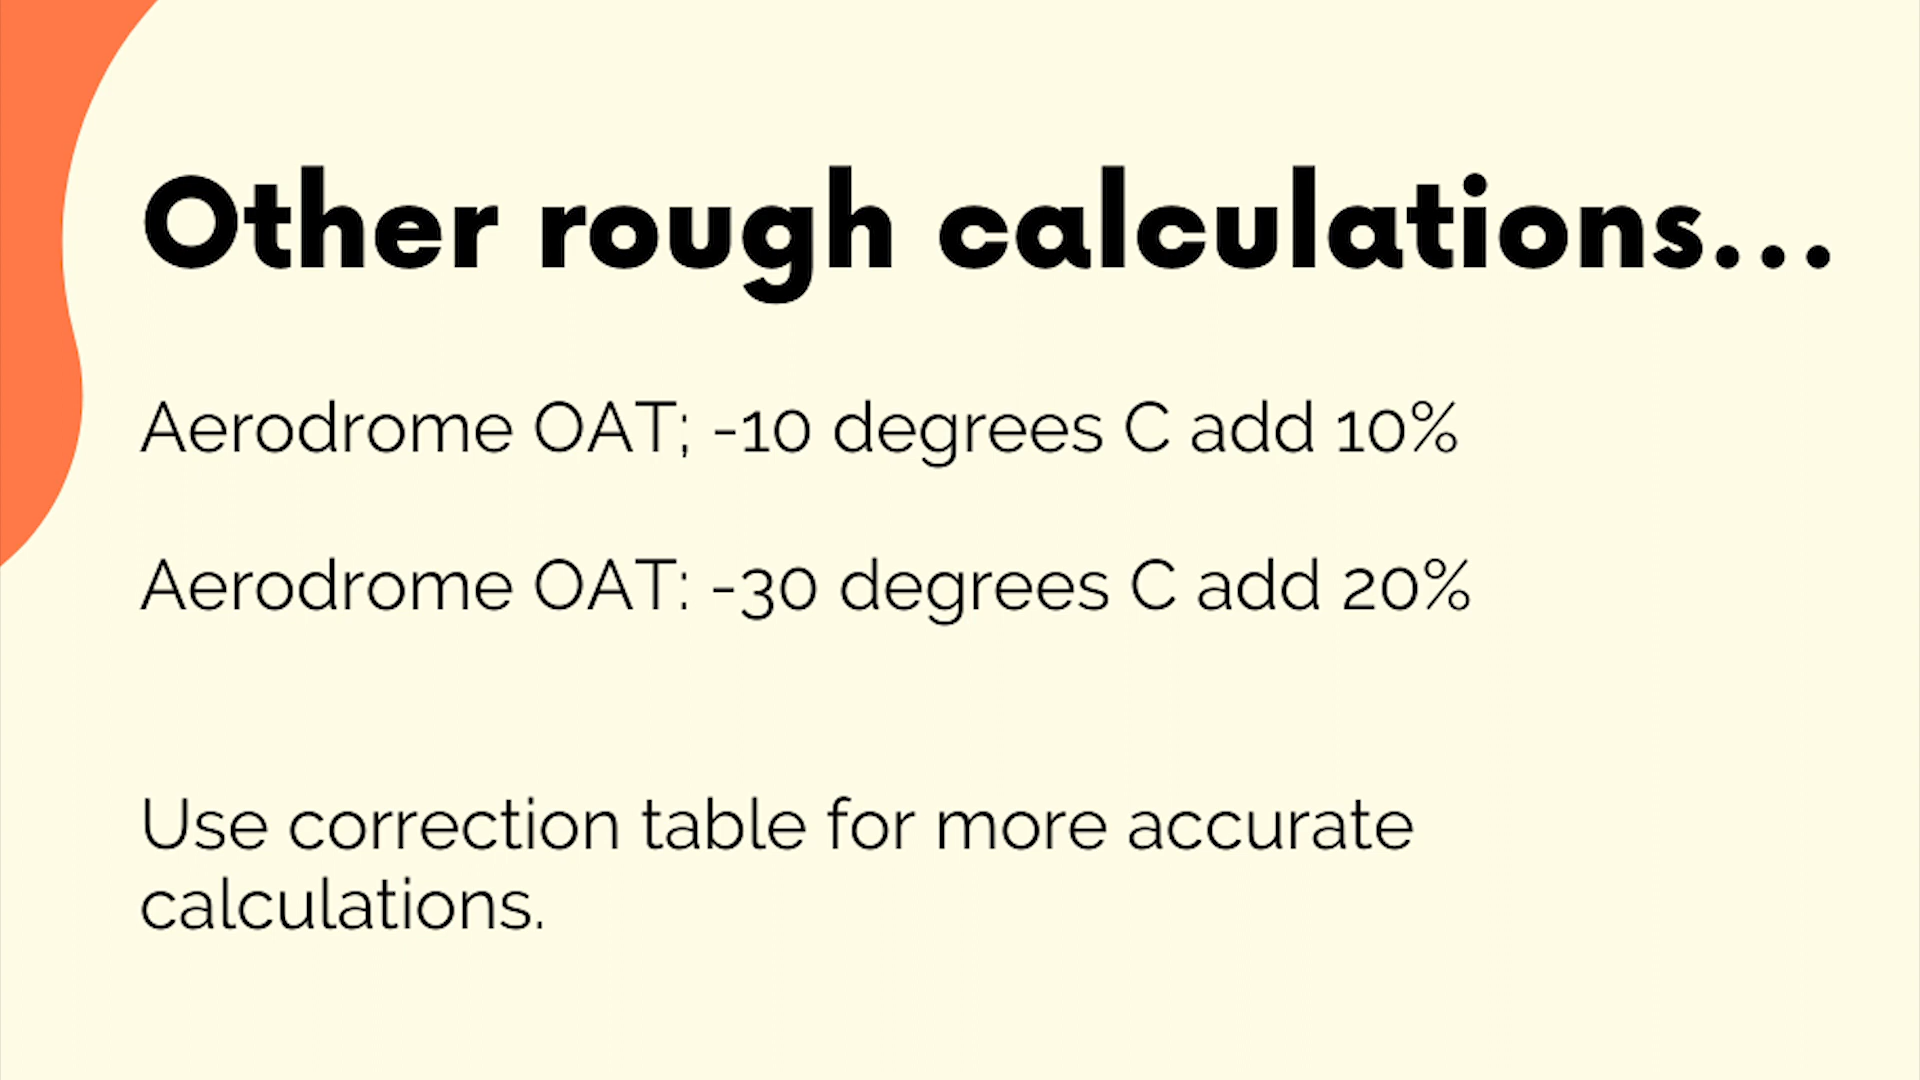 Other rough calculations...
Aerodrome OAT; -10 degrees C add 10%
Aerodrome OAT: -30 degrees C add 20%
Use correction table for more accurate
calculations.